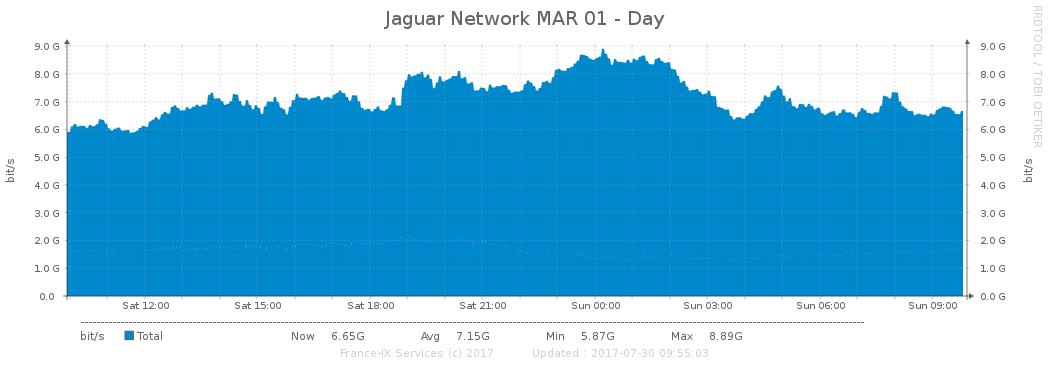 Jaguar Network MAR 01 - Day
RRDTOOL / TOBI OETIKER
bit/s
bit/s
9.0 G 9.0 G
8.0 G 8.0 G
7.0 G 7.0 G
6.0 G 6.0 G
5.0 G 5.0 G
4.0 G 4.0 G
3.0 G 3.0 G
2.0 G 2.0 G
1.0 G 1.0 G
0.0 0.0 G
Sat 12:00 Sat 15:00 Sat 18:00 Sat 21:00 Sun 00:00 Sun 03:00 Sun 06:00 Sun 09:00
bit/s Total Now 6.65G Avg 7.15G Min 5.87G Max 8.89G
France-IX Services (c) 2017 Updated : 2017-07-30 09:55:03